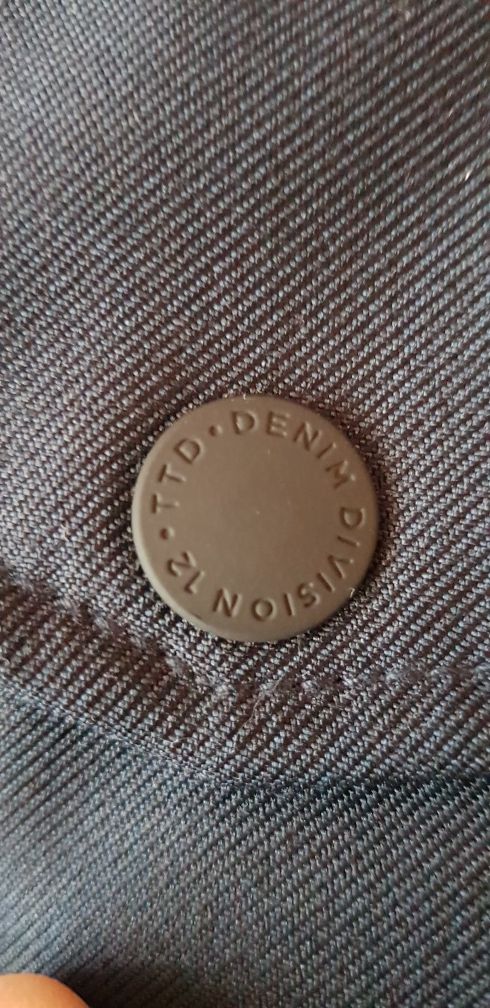 TTD • DENIM DIVISION 12 •